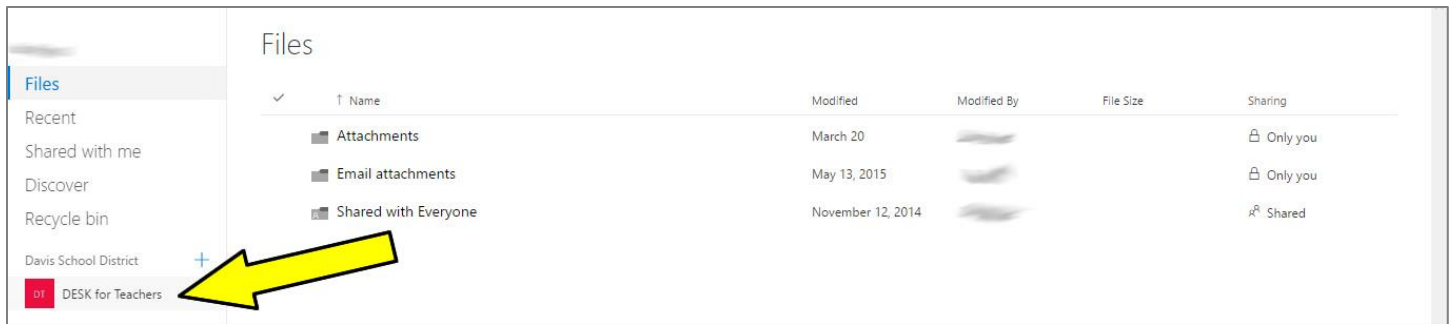 Files
Files
Recent
Shared with me
Discover
Recycle bin
Davis School District
DT DESK for Teachers
Name Modified Modified By File Size Sharing
Attachments March 20 Only you
Email attachments May 13, 2015 Only you
Shared with Everyone November 12, 2014 Shared